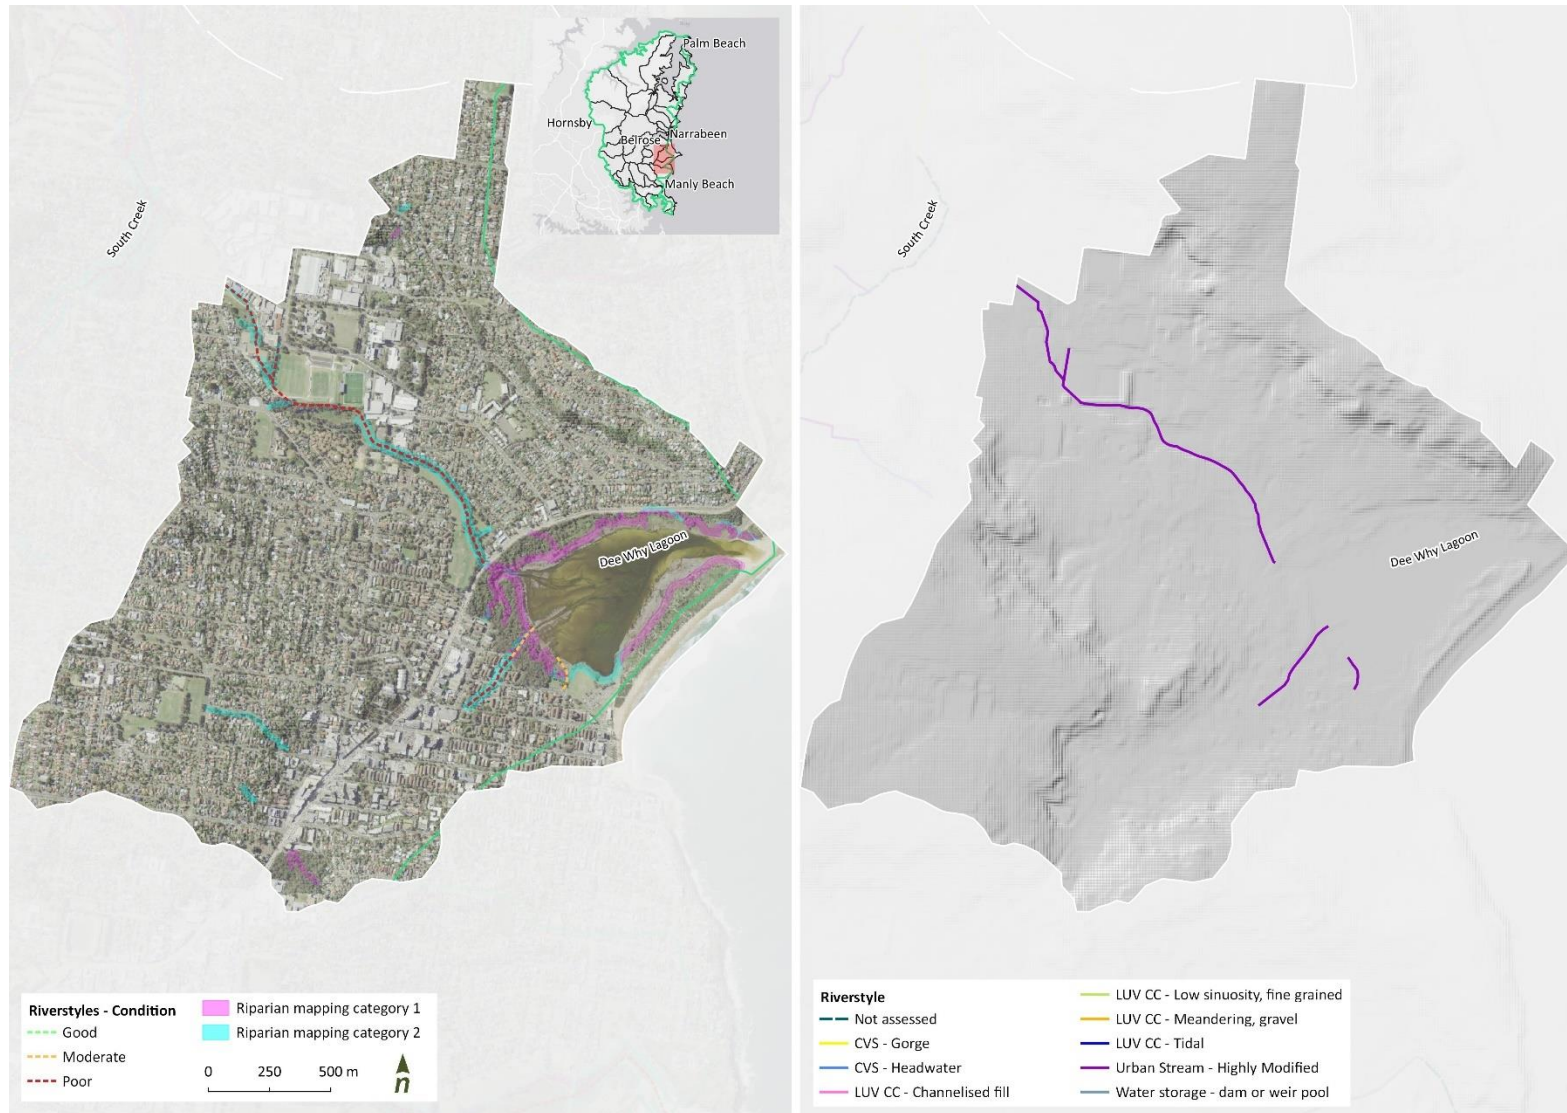 Palm Beach
Hornsby
Narrabeen
Belrose
Manly Beach
South Creek
Dee Why Lagoon
Riverstyles - Condition
Good
Moderate
Poor
Riparian mapping category 1
Riparian mapping category 2
0 250 500 m
n
South Creek
Dee Why Lagoon
Riverstyle
Not assessed
CVS - Gorge
CVS - Headwater
LUV CC - Channelised fill
LUV CC - Low sinuosity, fine grained
LUV CC - Meandering, gravel
LUV CC - Tidal
Urban Stream - Highly Modified
Water storage - dam or weir pool